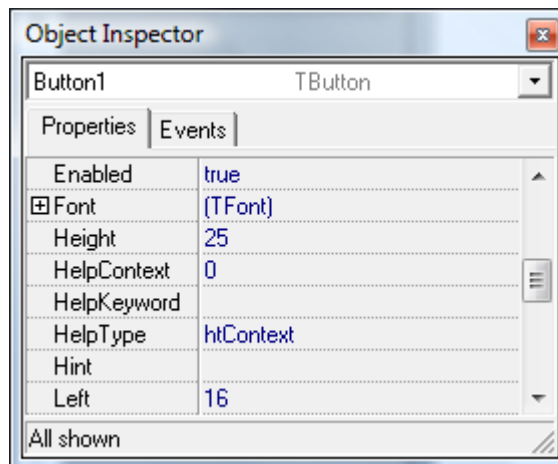 Object Inspector
Button1 TButton
Properties Events
Enabled true
Font (TFont)
Height 25
HelpContext 0
HelpKeyword
HelpType htContext
Hint
Left 16
All shown